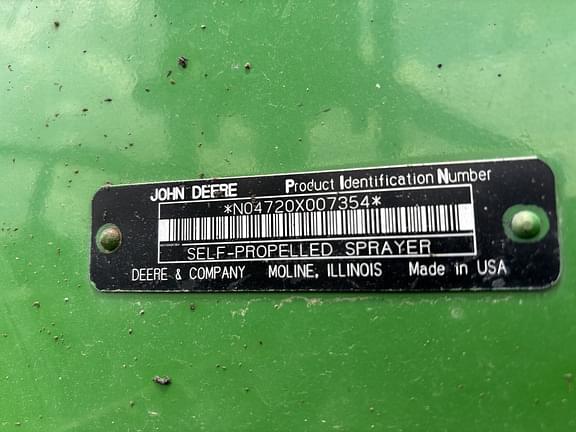 JOHN DEERE Product Identification Number
*N04720X007354*
SELF-PROPELLED SPRAYER
DEERE & COMPANY MOLINE, ILLINOIS Made in USA